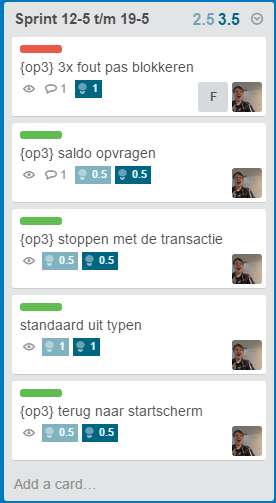 Sprint 12-5 t/m 19-5 2.5 3.5
{op3} 3x fout pas blokkeren
1 1
F
{op3} saldo opvragen
1 0.5 0.5
{op3} stoppen met de transactie
0.5 0.5
standaard uit typen
1 1
{op3} terug naar startscherm
0.5 0.5
Add a card...